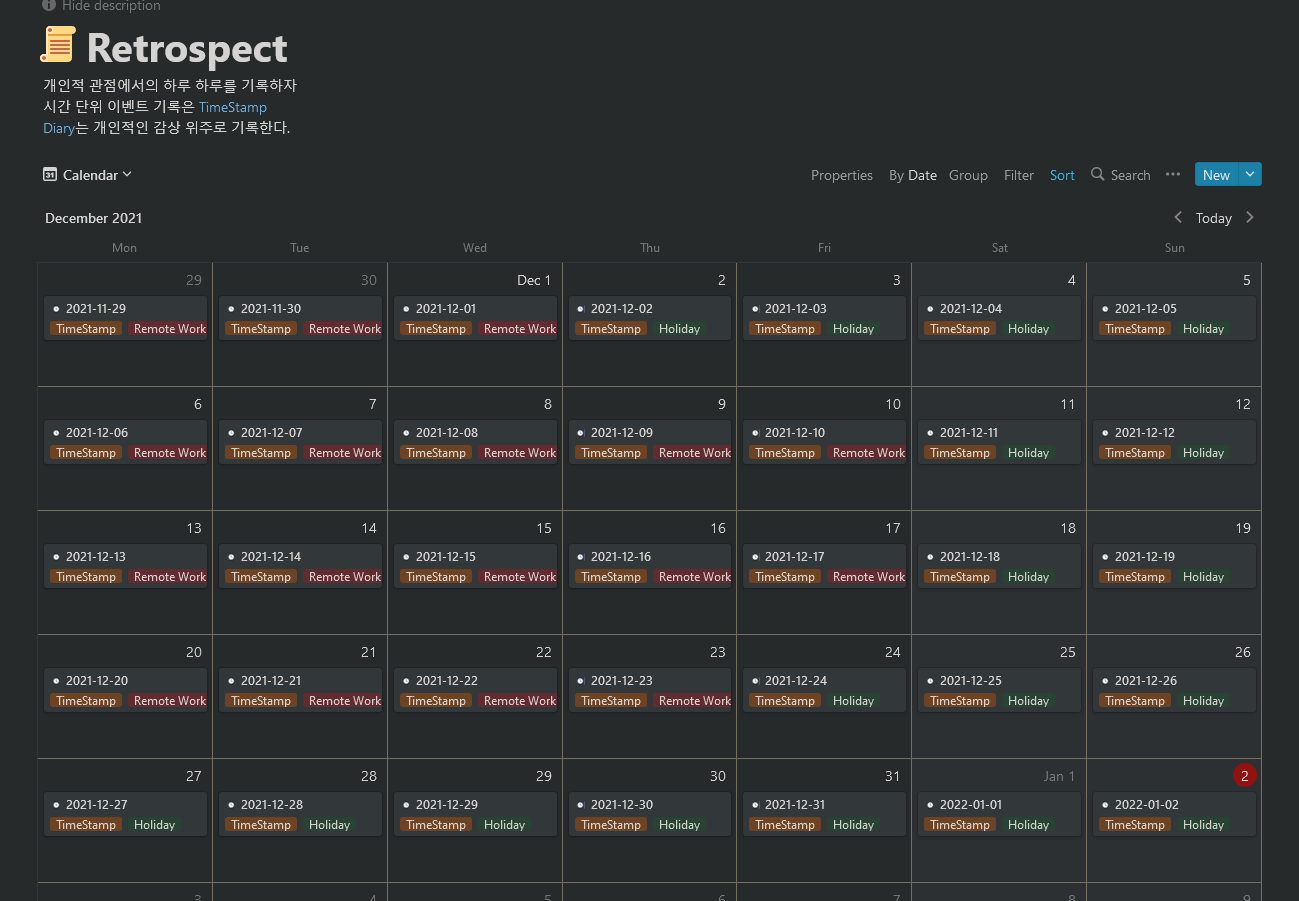 Hide description
Retrospect
개인적 관점에서의 하루 하루를 기록하자
시간 단위 이벤트 기록은 TimeStamp
Diary는 개인적인 감상 위주로 기록한다.
31 Calendar Properties By Date Group Filter Sort Search ••• New
December 2021 Today
Mon Tue Wed Thu Fri Sat Sun
29 30 Dec 1 2 3 4 5
2021-11-29 2021-11-30 2021-12-01 2021-12-02 2021-12-03 2021-12-04 2021-12-05
TimeStamp Remote Work TimeStamp Remote Work TimeStamp Remote Work TimeStamp Holiday TimeStamp Holiday TimeStamp Holiday TimeStamp Holiday
6 7 8 9 10 11 12
2021-12-06 2021-12-07 2021-12-08 2021-12-09 2021-12-10 2021-12-11 2021-12-12
TimeStamp Remote Work TimeStamp Remote Work TimeStamp Remote Work TimeStamp Remote Work TimeStamp Remote Work TimeStamp Holiday TimeStamp Holiday
13 14 15 16 17 18 19
2021-12-13 2021-12-14 2021-12-15 2021-12-16 2021-12-17 2021-12-18 2021-12-19
TimeStamp Remote Work TimeStamp Remote Work TimeStamp Remote Work TimeStamp Remote Work TimeStamp Remote Work TimeStamp Holiday TimeStamp Holiday
20 21 22 23 24 25 26
2021-12-20 2021-12-21 2021-12-22 2021-12-23 2021-12-24 2021-12-25 2021-12-26
TimeStamp Remote Work TimeStamp Remote Work TimeStamp Remote Work TimeStamp Remote Work TimeStamp Holiday TimeStamp Holiday TimeStamp Holiday
27 28 29 30 31 Jan 1 2
2021-12-27 2021-12-28 2021-12-29 2021-12-30 2021-12-31 2022-01-01 2022-01-02
TimeStamp Holiday TimeStamp Holiday TimeStamp Holiday TimeStamp Holiday TimeStamp Holiday TimeStamp Holiday TimeStamp Holiday
3 4 5 6 7 8 9